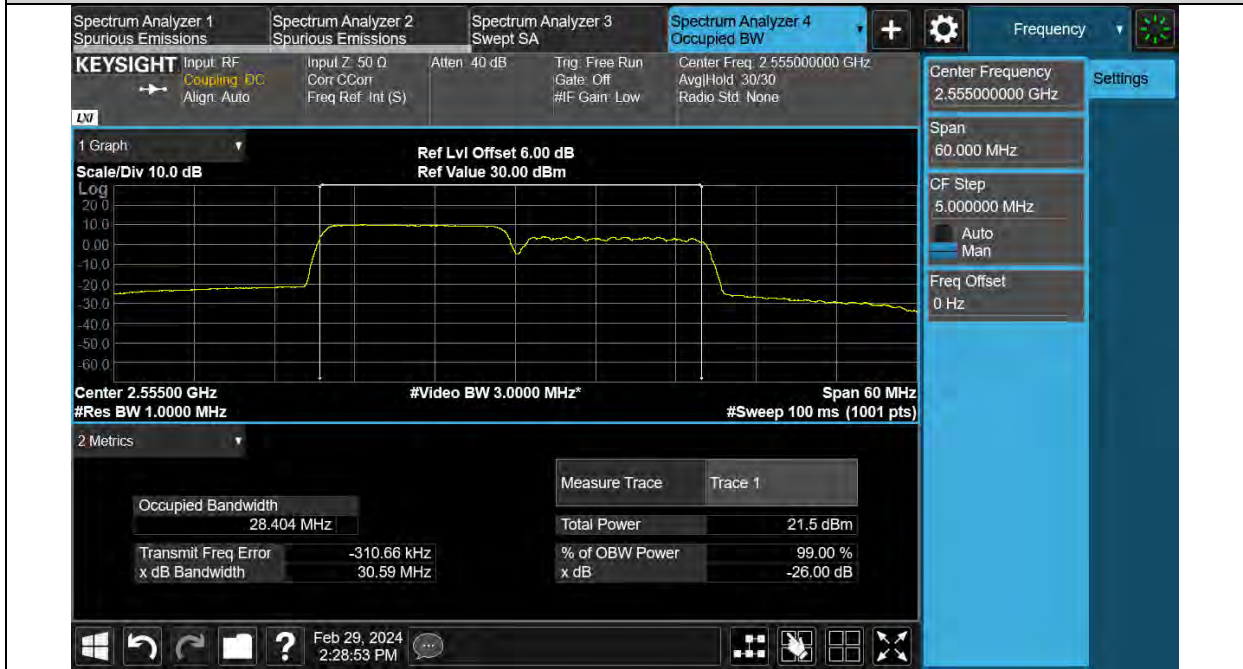 Spectrum Analyzer 1
Spurious Emissions
Spectrum Analyzer 2
Spurious Emissions
Spectrum Analyzer 3
Swept SA
Spectrum Analyzer 4
Occupied BW
+
Frequency
KEYSIGHT
Input: RF
Coupling: DC
Align: Auto
Input Z: 50 Ω
Corr CCorr
Freq Ref: Int (S)
Atten: 40 dB
Trig: Free Run
Gate: Off
#IF Gain: Low
Center Freq: 2.555000000 GHz
Avg|Hold: 30/30
Radio Std: None
LXI
Center Frequency
2.555000000 GHz
Settings
Span
60.000 MHz
CF Step
5.000000 MHz
Auto
Man
Freq Offset
0 Hz
1 Graph
Scale/Div 10.0 dB
Ref Lvl Offset 6.00 dB
Ref Value 30.00 dBm
Log
20.0
10.0
0.00
-10.0
-20.0
-30.0
-40.0
-50.0
-60.0
Center 2.55500 GHz
#Video BW 3.0000 MHz*
Span 60 MHz
#Res BW 1.0000 MHz
#Sweep 100 ms (1001 pts)
2 Metrics
Measure Trace Trace 1
Occupied Bandwidth
28.404 MHz
Total Power 21.5 dBm
Transmit Freq Error -310.66 kHz
% of OBW Power 99.00 %
x dB Bandwidth 30.59 MHz
x dB -26.00 dB
?
Feb 29, 2024
2:28:53 PM